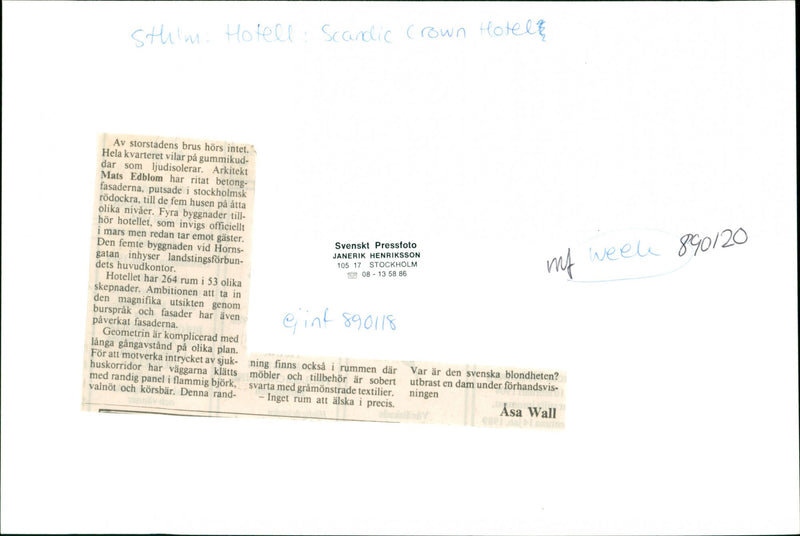 Sthlm. Hotell: Scandic Crown Hotel
Av storstadens brus hörs intet.
Hela kvarteret vilar på gummikud-
dar som ljudisolerar. Arkitekt
Mats Edblom har ritat betong-
fasaderna, putsade i stockholmsk
rödockra, till de fem husen på åtta
olika nivåer. Fyra byggnader till-
hör hotellet, som invigs officiellt
i mars men redan tar emot gäster.
Den femte byggnaden vid Horns-
gatan inhyser landstingsförbun-
dets huvudkontor.
Hotellet har 264 rum i 53 olika
skepnader. Ambitionen att ta in
den magnifika utsikten genom
burspråk och fasader har även
påverkat fasaderna.
Geometrin är komplicerad med
långa gångavstånd på olika plan.
För att motverka intrycket av sjuk-
huskorridor har väggarna klätts
med randig panel i flammig björk,
valnöt och körsbär. Denna rand-
ning finns också i rummen där
möbler och tillbehör är sobert
svarta med gråmönstrade textilier.
– Inget rum att älska i precis.
Var är den svenska blondheten?
utbrast en dam under förhandsvis-
ningen
Åsa Wall
Svenskt Pressfoto
JANERIK HENRIKSSON
105 17 STOCKHOLM
☏ 08 - 13 58 86
ej inf 890118
mf week 890120